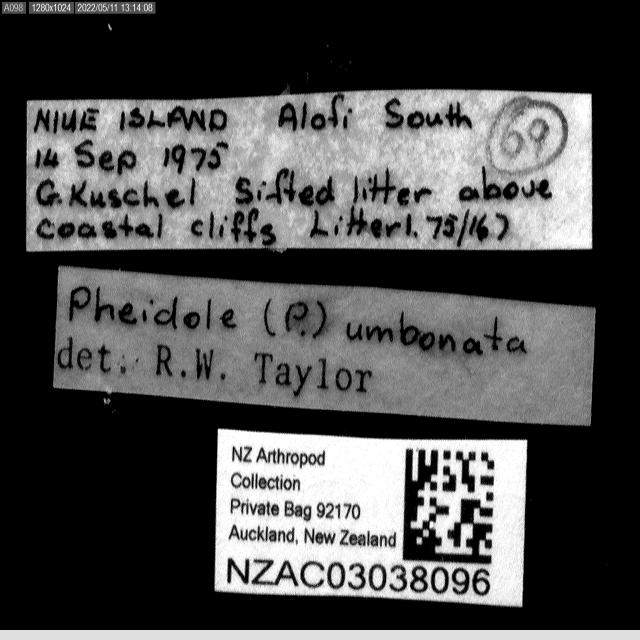 A098 1280x1024 2022/05/11 13:14:08
NIUE ISLAND Alofi South 69
14 Sep 1975
G. Kuschel Sifted litter above
coastal cliffs Litter l. 75/167
Pheidole (P.) umbonata
det. R.W. Taylor
NZ Arthropod
Collection
Private Bag 92170
Auckland, New Zealand
NZAC03038096